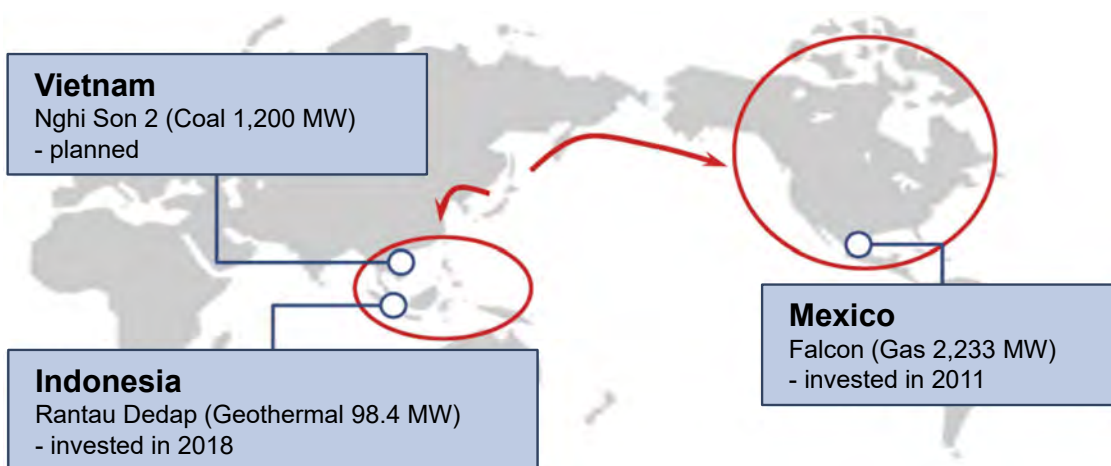 Vietnam
Nghi Son 2 (Coal 1,200 MW)
- planned
Indonesia
Rantau Dedap (Geothermal 98.4 MW)
- invested in 2018
Mexico
Falcon (Gas 2,233 MW)
- invested in 2011